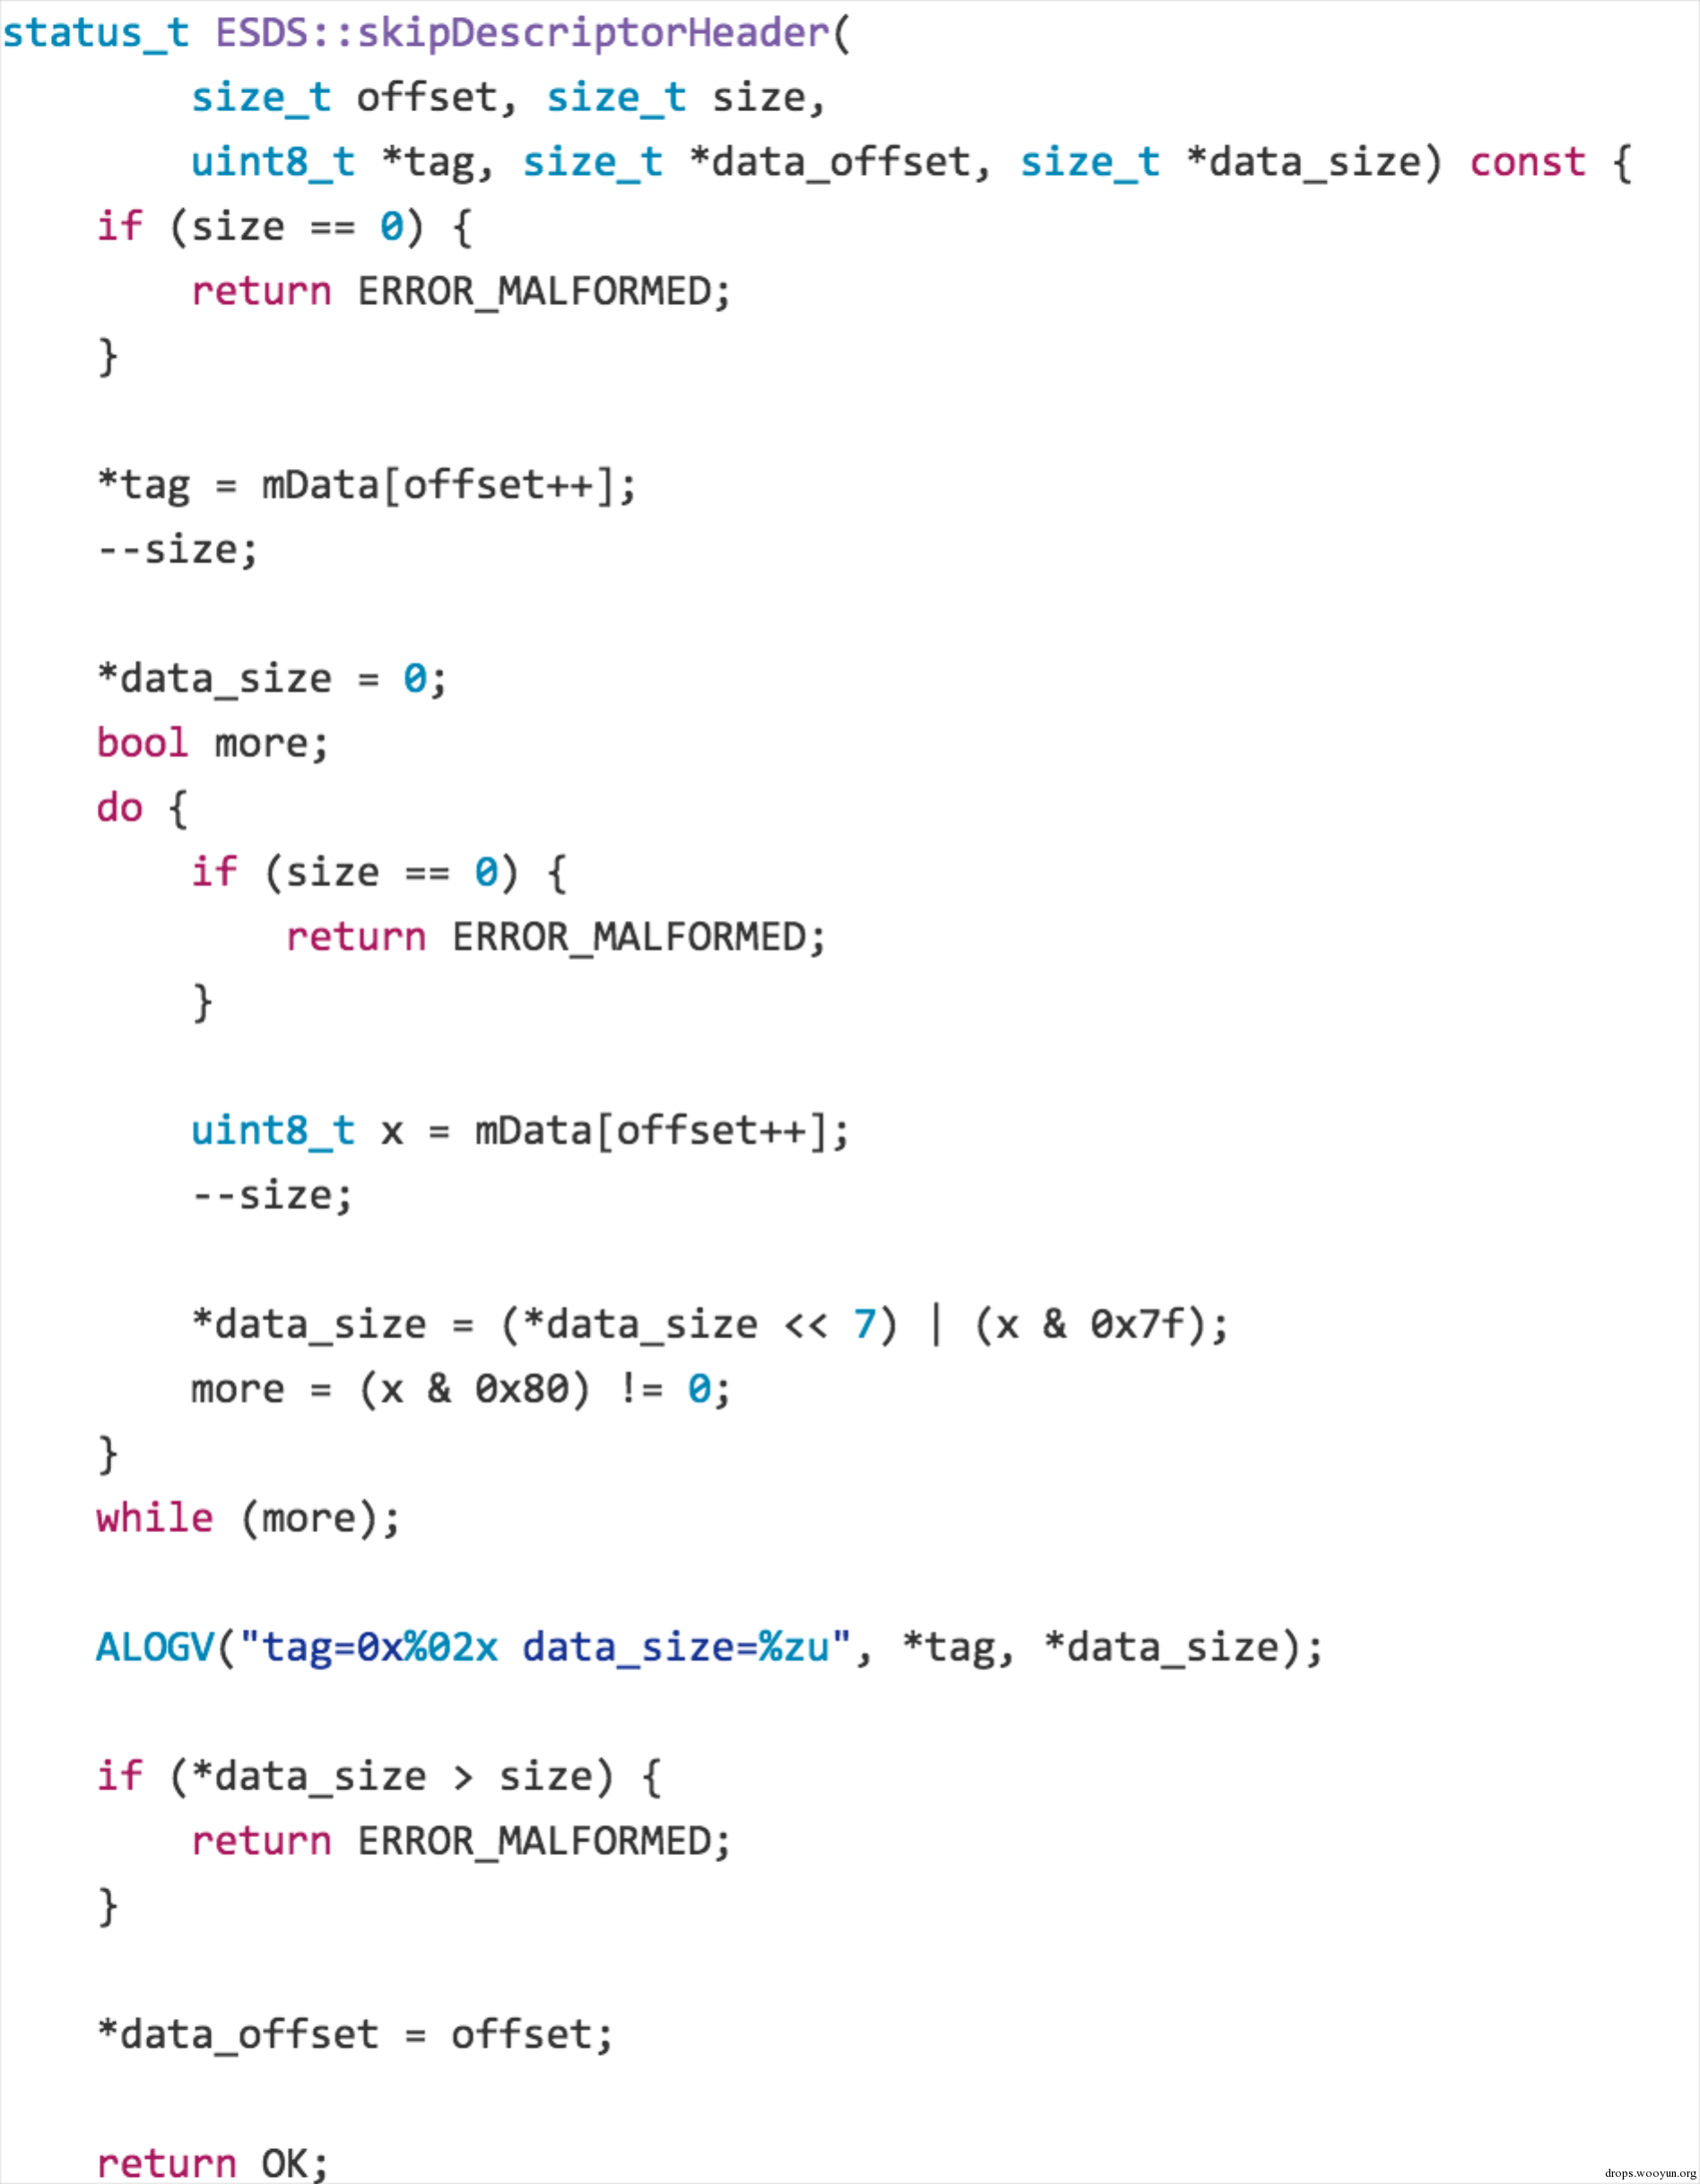 status_t ESDS::skipDescriptorHeader(
        size_t offset, size_t size,
        uint8_t *tag, size_t *data_offset, size_t *data_size) const {
    if (size == 0) {
        return ERROR_MALFORMED;
    }

    *tag = mData[offset++];
    --size;

    *data_size = 0;
    bool more;
    do {
        if (size == 0) {
            return ERROR_MALFORMED;
        }

        uint8_t x = mData[offset++];
        --size;

        *data_size = (*data_size << 7) | (x & 0x7f);
        more = (x & 0x80) != 0;
    }
    while (more);

    ALOGV("tag=0x%02x data_size=%zu", *tag, *data_size);

    if (*data_size > size) {
        return ERROR_MALFORMED;
    }

    *data_offset = offset;

    return OK;
drops.wooyun.org